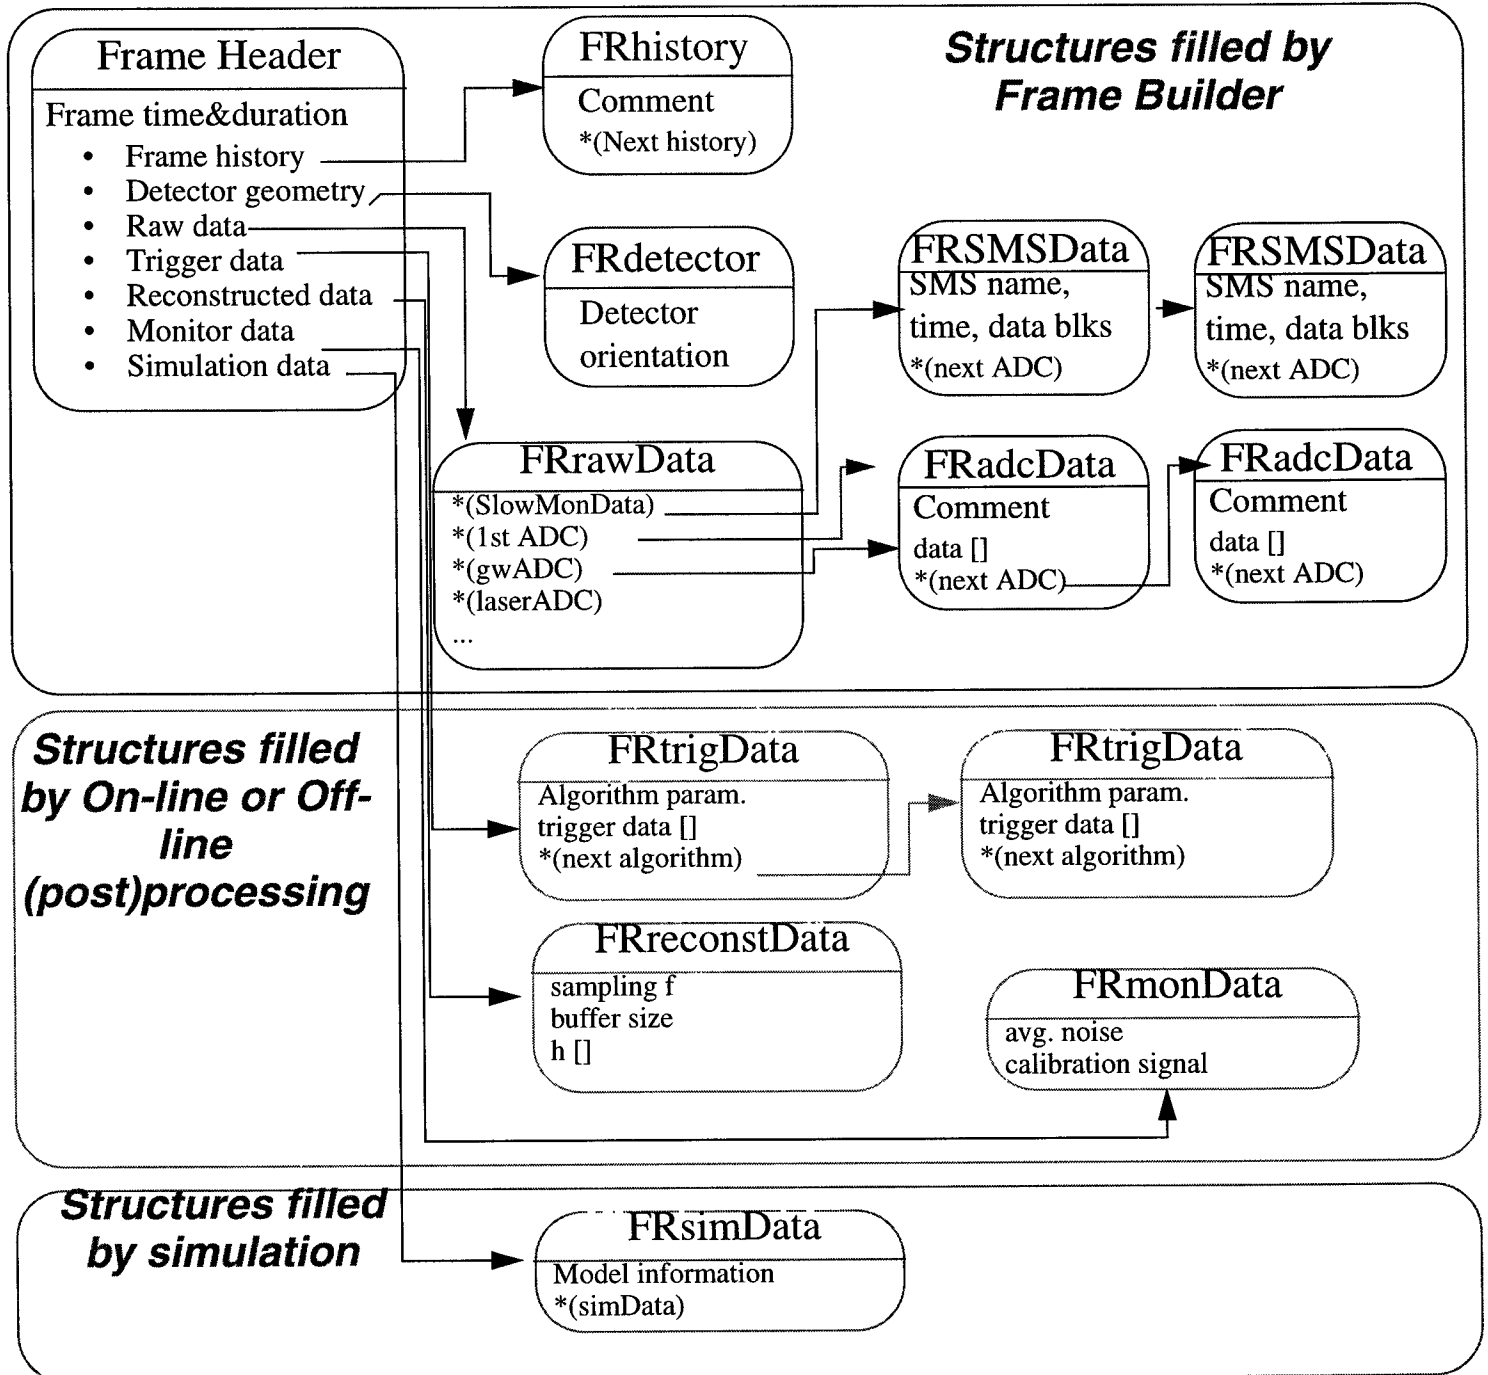 Structures filled by
Frame Builder
Frame Header
Frame time&duration
• Frame history
• Detector geometry
• Raw data
• Trigger data
• Reconstructed data
• Monitor data
• Simulation data
FRhistory
Comment
*(Next history)
FRdetector
Detector
orientation
FRSMSData
SMS name,
time, data blks
*(next ADC)
FRSMSData
SMS name,
time, data blks
*(next ADC)
FRrawData
*(SlowMonData)
*(1st ADC)
*(gwADC)
*(laserADC)
...
FRadcData
Comment
data []
*(next ADC)
FRadcData
Comment
data []
*(next ADC)
Structures filled
by On-line or Off-
line
(post)processing
FRtrigData
Algorithm param.
trigger data []
*(next algorithm)
FRtrigData
Algorithm param.
trigger data []
*(next algorithm)
FRreconstData
sampling f
buffer size
h []
FRmonData
avg. noise
calibration signal
Structures filled
by simulation
FRsimData
Model information
*(simData)